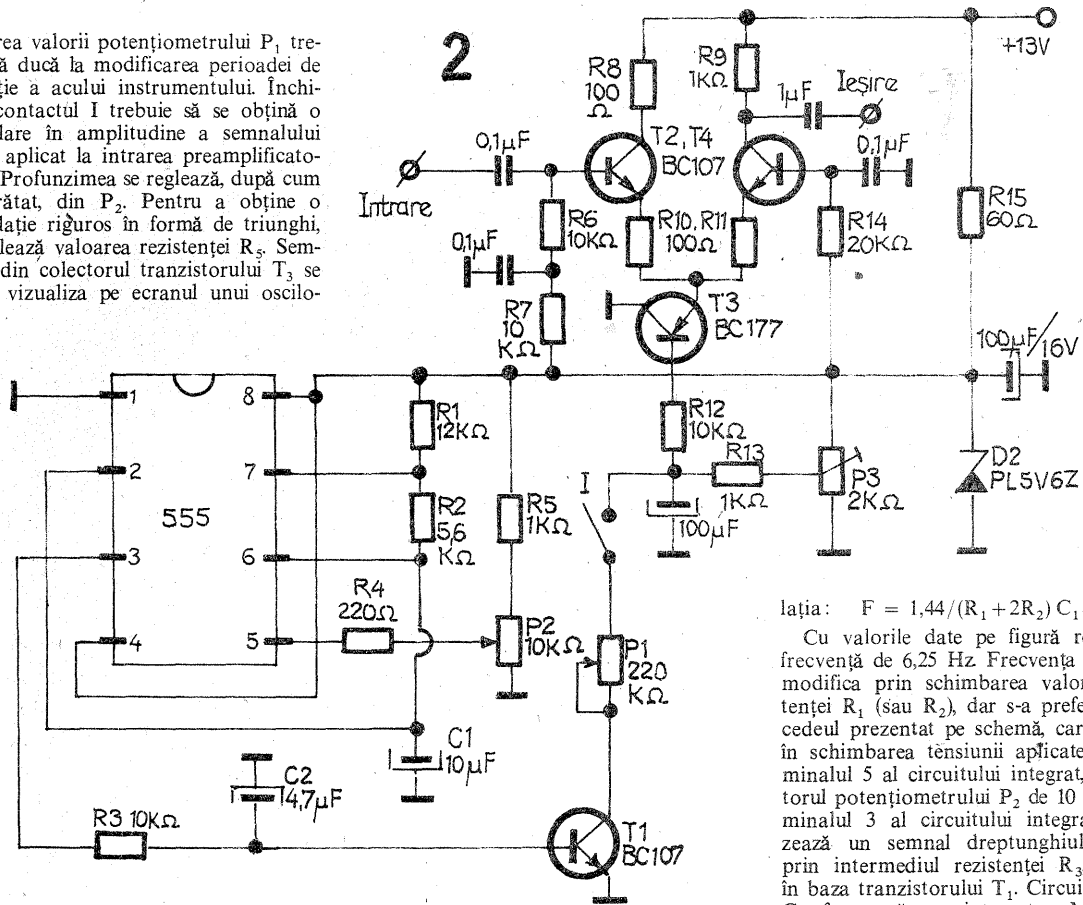 rea valorii potențiometrului P₁ tre-
ă ducă la modificarea perioadei de
ție a acului instrumentului. Închi-
contactul I trebuie să se obțină o
dare în amplitudine a semnalului
aplicat la intrarea preamplificato-
Profunzimea se reglează, după cum
rătat, din P₂. Pentru a obține o
dație riguros în formă de triunghi,
lează valoarea rezistenței R₅. Sem-
din colectorul tranzistorului T₃ se
vizualiza pe ecranul unui oscilo-
2
+13V
R8
100
Ω
R9
1KΩ
1μF
Ieșire
0,1μF
T2,T4
BC107
0,1μF
Intrare
R6
10KΩ
R10,R11
100Ω
R14
20KΩ
R15
60Ω
0,1μF
R7
10
KΩ
T3
BC177
100μF/16V
1
8
R1
12KΩ
R12
10KΩ
R13
1KΩ
P3
2KΩ
D2
PL5V6Z
2
7
I
100μF
555
R2
5,6
KΩ
R5
1KΩ
3
6
R4
220Ω
4
5
P2
10KΩ
P1
220
KΩ
C1
10μF
C2
4,7μF
R3 10KΩ
T1
BC107
lația: F = 1,44/(R₁+2R₂) C₁
Cu valorile date pe figură r
frecvență de 6,25 Hz. Frecvența
modifica prin schimbarea valor
tenței R₁ (sau R₂), dar s-a prefe
cedeul prezentat pe schemă, car
în schimbarea tensiunii aplicate
minalul 5 al circuitului integrat,
torul potențiometrului P₂ de 10
minalul 3 al circuitului integra
zează un semnal dreptunghiul
prin intermediul rezistenței R₃
în baza tranzistorului T₁. Circui